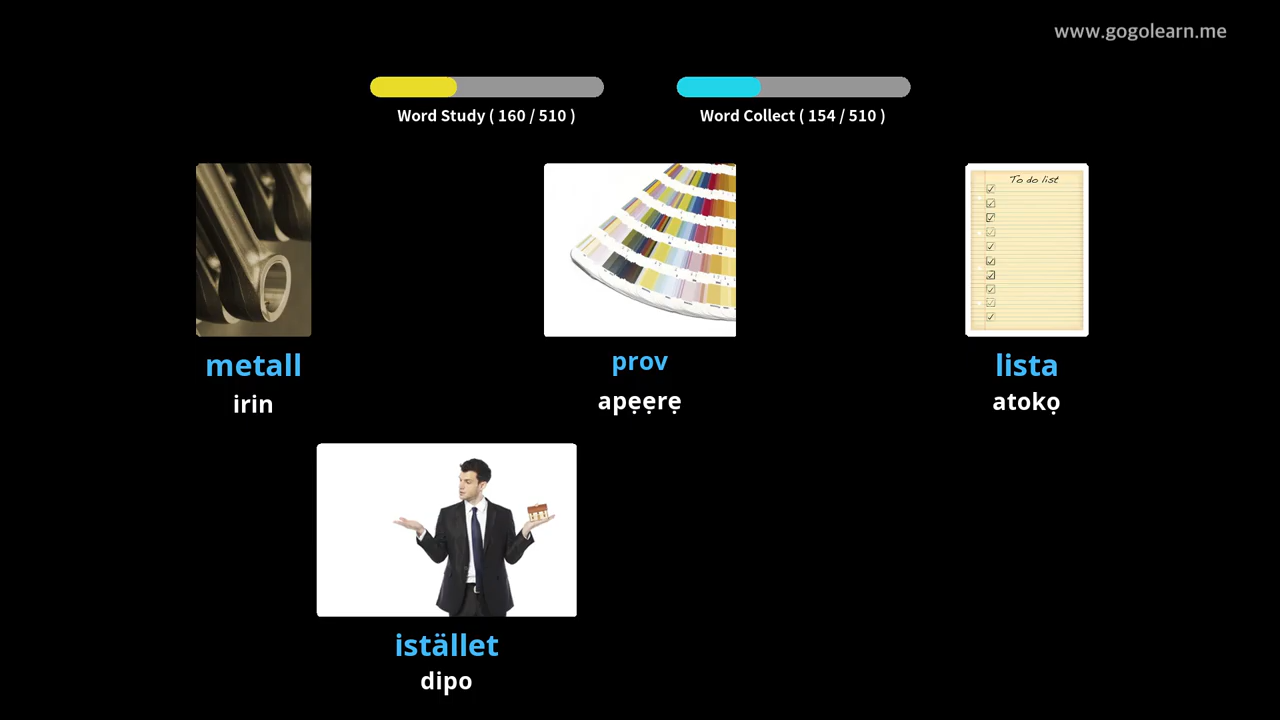 www.gogolearn.me
Word Study ( 160 / 510 )
Word Collect ( 154 / 510 )
To do list
metall
irin
prov
apẹẹrẹ
lista
atokọ
istället
dipo